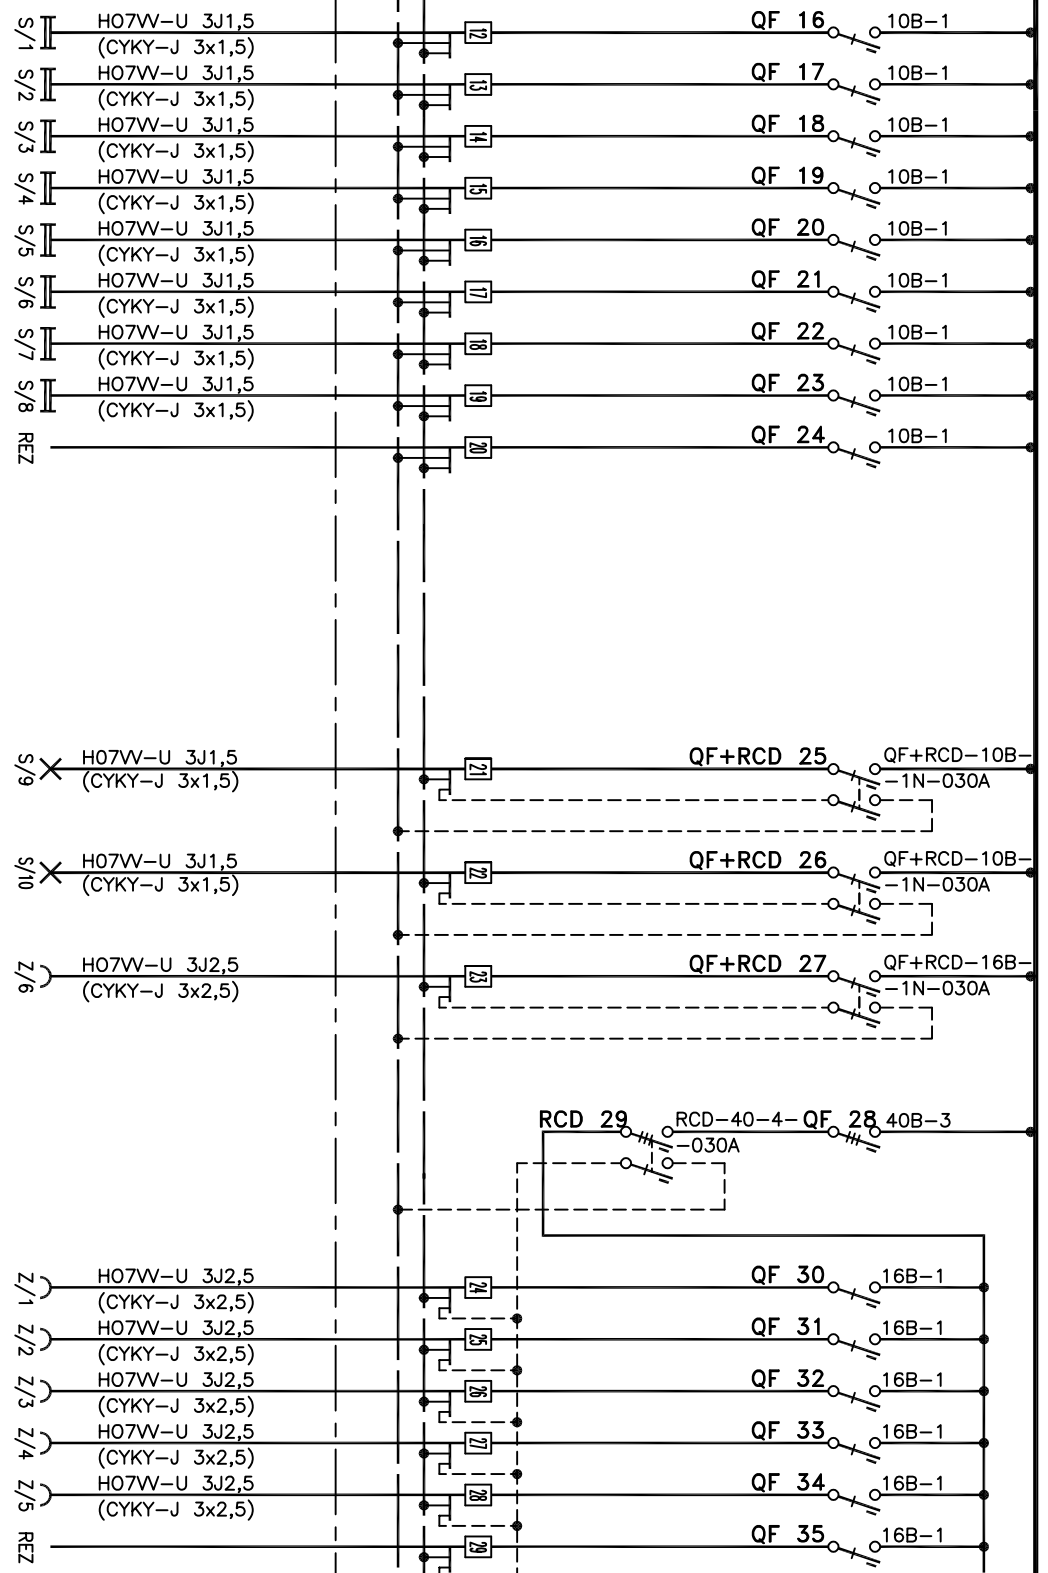 S/1 H07VV-U 3J1,5 12 QF 16 10B-1
(CYKY-J 3x1,5)
S/2 H07VV-U 3J1,5 13 QF 17 10B-1
(CYKY-J 3x1,5)
S/3 H07VV-U 3J1,5 14 QF 18 10B-1
(CYKY-J 3x1,5)
S/4 H07VV-U 3J1,5 15 QF 19 10B-1
(CYKY-J 3x1,5)
S/5 H07VV-U 3J1,5 16 QF 20 10B-1
(CYKY-J 3x1,5)
S/6 H07VV-U 3J1,5 17 QF 21 10B-1
(CYKY-J 3x1,5)
S/7 H07VV-U 3J1,5 18 QF 22 10B-1
(CYKY-J 3x1,5)
S/8 H07VV-U 3J1,5 19 QF 23 10B-1
(CYKY-J 3x1,5)
REZ 20 QF 24 10B-1
S/9 H07VV-U 3J1,5 21 QF+RCD 25 QF+RCD-10B-
(CYKY-J 3x1,5) -1N-030A
S/10 H07VV-U 3J1,5 22 QF+RCD 26 QF+RCD-10B-
(CYKY-J 3x1,5) -1N-030A
Z/6 H07VV-U 3J2,5 23 QF+RCD 27 QF+RCD-16B-
(CYKY-J 3x2,5) -1N-030A
RCD 29 RCD-40-4- QF 28 40B-3
-030A
Z/1 H07VV-U 3J2,5 24 QF 30 16B-1
(CYKY-J 3x2,5)
Z/2 H07VV-U 3J2,5 25 QF 31 16B-1
(CYKY-J 3x2,5)
Z/3 H07VV-U 3J2,5 26 QF 32 16B-1
(CYKY-J 3x2,5)
Z/4 H07VV-U 3J2,5 27 QF 33 16B-1
(CYKY-J 3x2,5)
Z/5 H07VV-U 3J2,5 28 QF 34 16B-1
(CYKY-J 3x2,5)
REZ 29 QF 35 16B-1